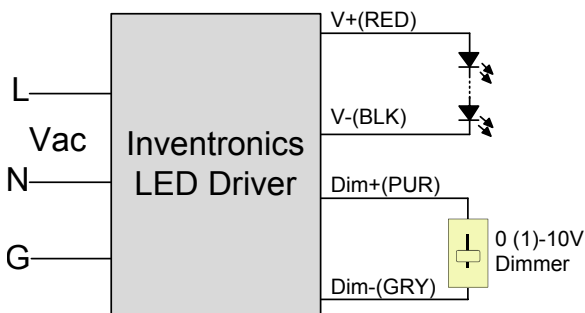 V+(RED)
L
Vac
V-(BLK)
Inventronics
LED Driver
N
Dim+(PUR)
G
0 (1)-10V
Dimmer
Dim-(GRY)